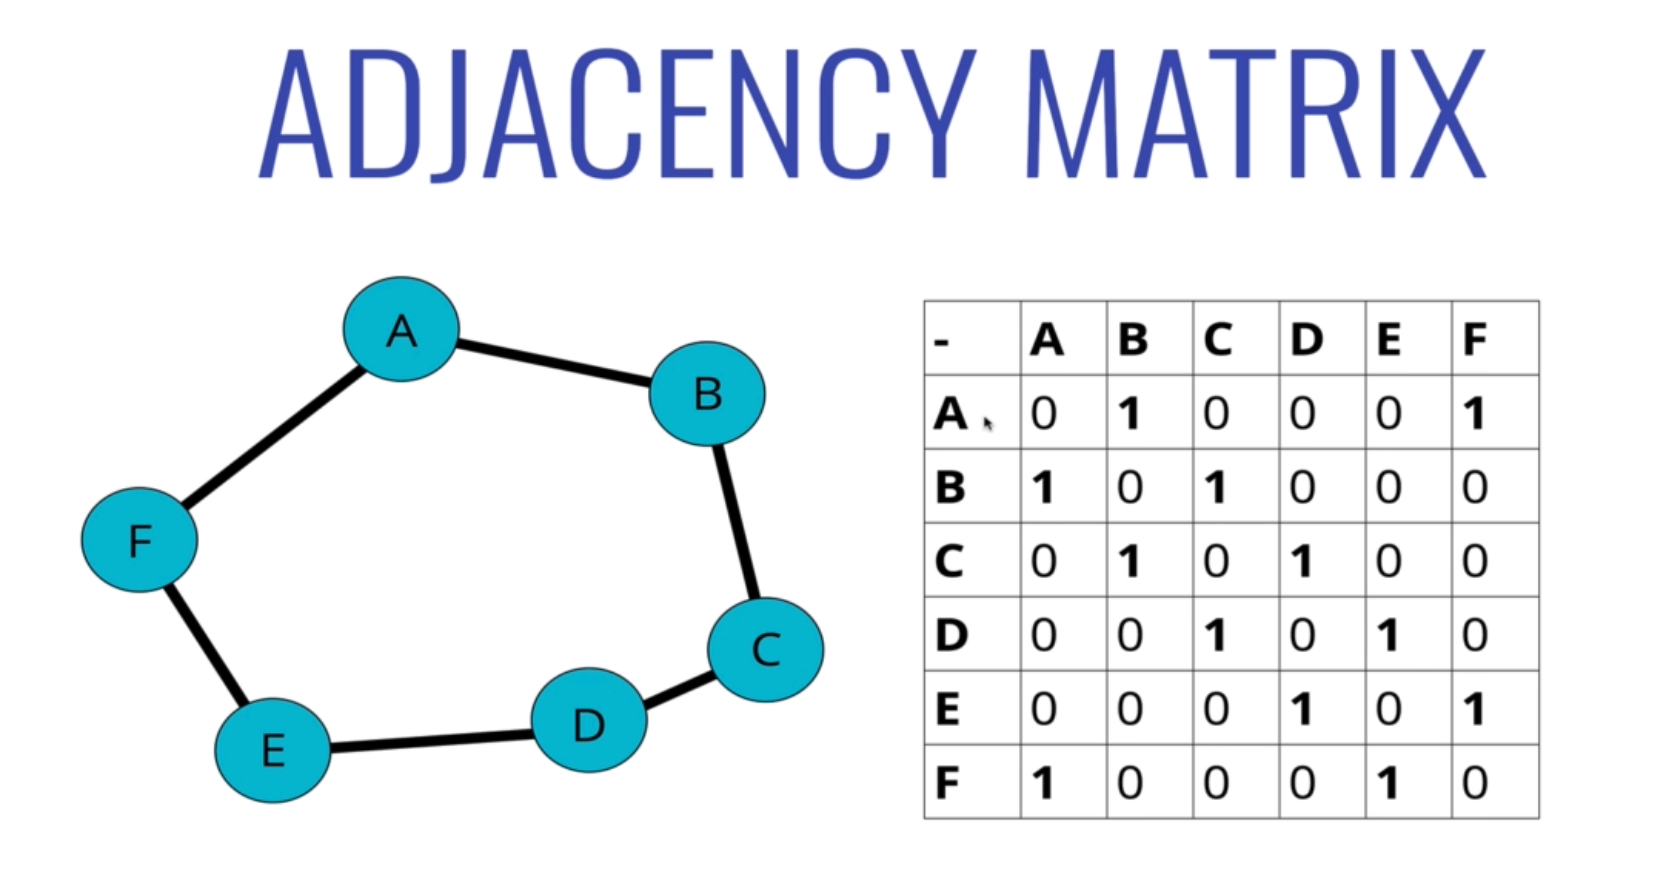 ADJACENCY MATRIX
A
B
F
C
D
E
- A B C D E F
A 0 1 0 0 0 1
B 1 0 1 0 0 0
C 0 1 0 1 0 0
D 0 0 1 0 1 0
E 0 0 0 1 0 1
F 1 0 0 0 1 0